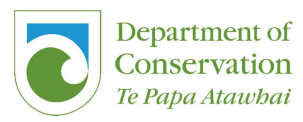 Department of
Conservation
Te Papa Atawhai